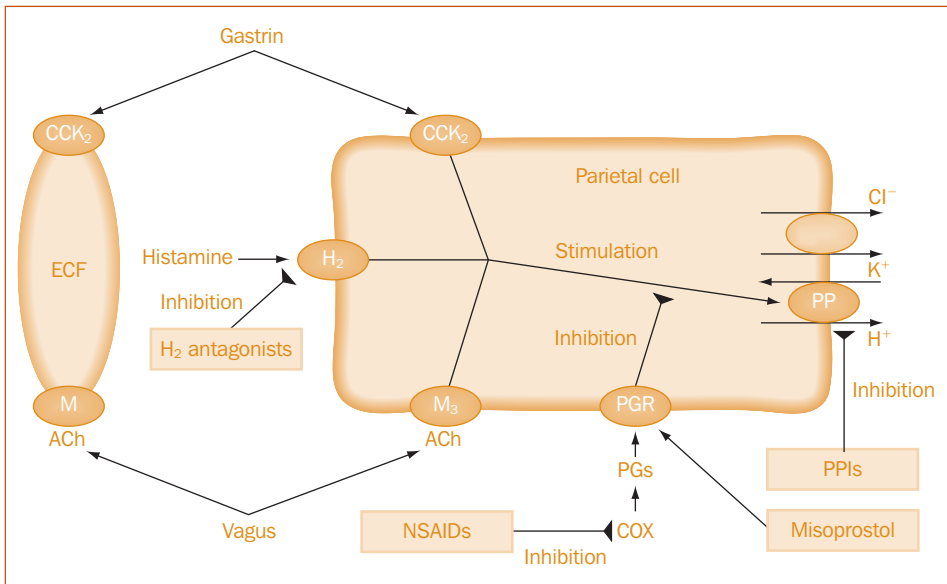 Gastrin
CCK₂
CCK₂
Parietal cell
Cl⁻
Histamine
H₂
Stimulation
ECF
K⁺
Inhibition
PP
H₂ antagonists
Inhibition
H⁺
Inhibition
M
M₃
PGR
ACh
ACh
PGs
PPIs
Vagus
NSAIDs
COX
Misoprostol
Inhibition